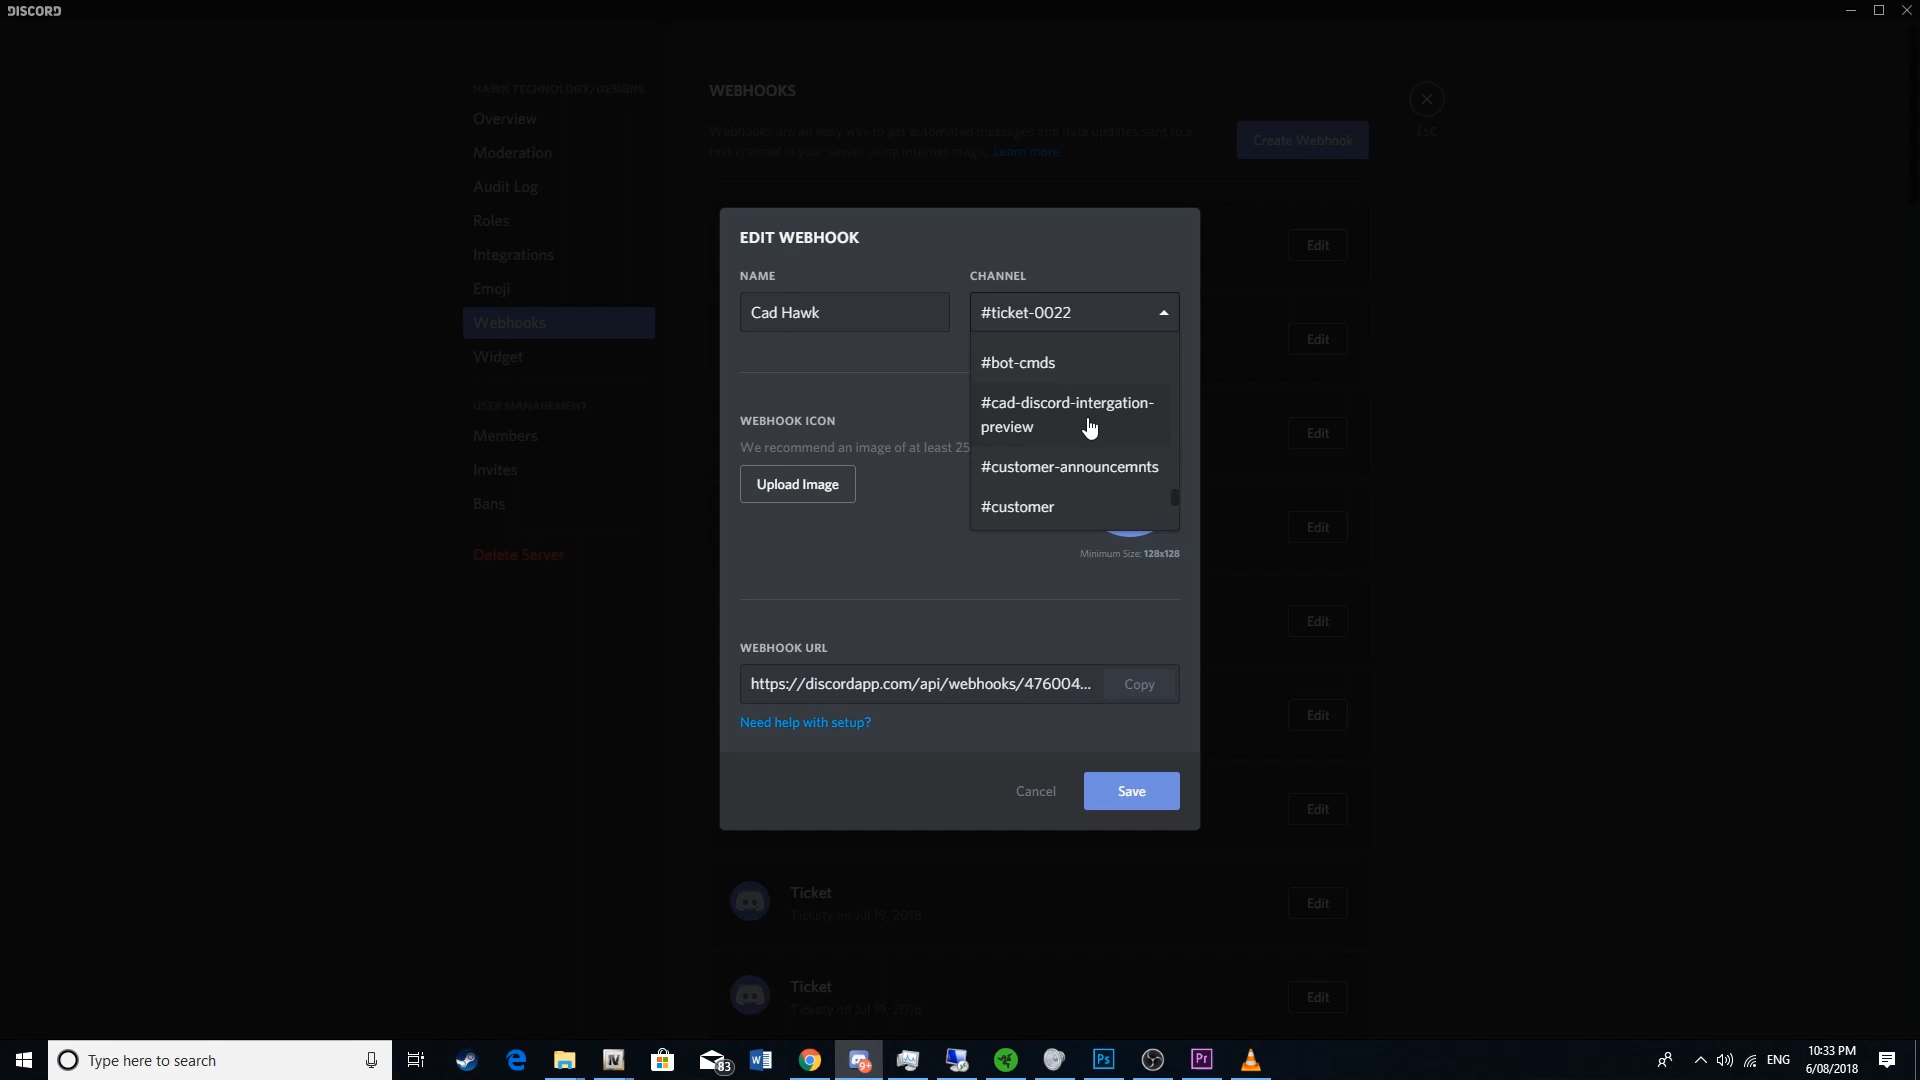 DISCORD
HAWK TECHNOLOGY/DESIGNS
Overview
Moderation
Audit Log
Roles
Integrations
Emoji
Webhooks
Widget
USER MANAGEMENT
Members
Invites
Bans
Delete Server
WEBHOOKS
Webhooks are an easy way to get automated messages and data updates sent to a
text channel in your server using internet magic. Learn more.
Create Webhook
ESC
EDIT WEBHOOK
NAME
Cad Hawk
CHANNEL
#ticket-0022
#bot-cmds
#cad-discord-intergation-
preview
#customer-announcemnts
#customer
WEBHOOK ICON
We recommend an image of at least 25
Upload Image
Minimum Size: 128x128
WEBHOOK URL
https://discordapp.com/api/webhooks/476004...
Copy
Need help with setup?
Cancel
Save
Edit
Edit
Edit
Edit
Edit
Edit
Edit
Ticket
Tickety on Jul 19, 2018
Edit
Ticket
Tickety on Jul 19, 2018
Edit
Type here to search
83
9+
Ps
Pr
ENG
10:33 PM
6/08/2018